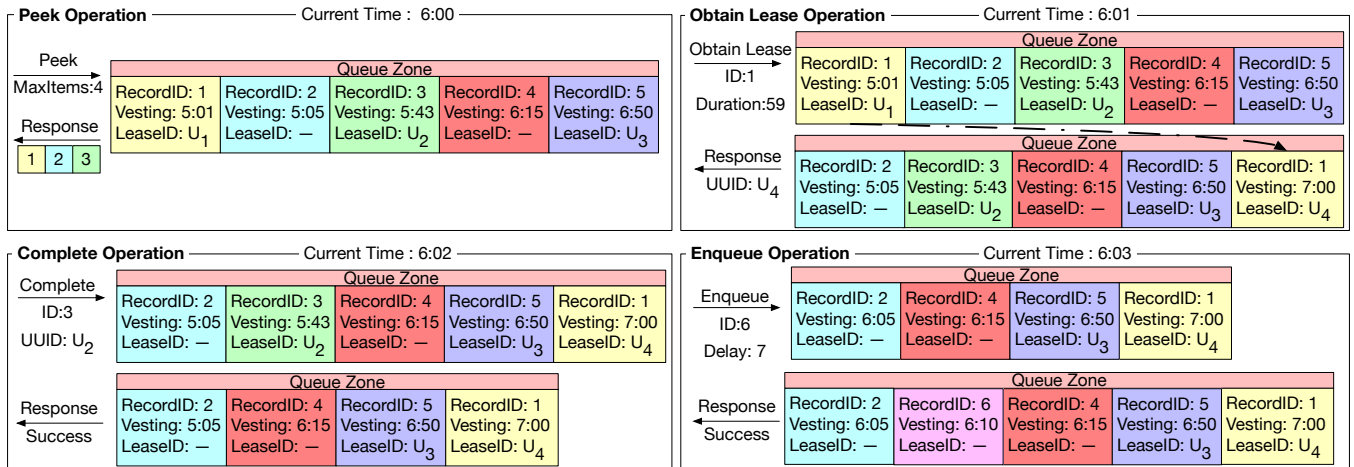 Peek Operation
Current Time : 6:00
Peek
MaxItems:4
Queue Zone
RecordID: 1 RecordID: 2 RecordID: 3 RecordID: 4 RecordID: 5
Vesting: 5:01 Vesting: 5:05 Vesting: 5:43 Vesting: 6:15 Vesting: 6:50
LeaseID: U1 LeaseID: — LeaseID: U2 LeaseID: — LeaseID: U3
Response
1 2 3
Obtain Lease Operation
Current Time : 6:01
Obtain Lease
ID:1
Duration:59
Queue Zone
RecordID: 1 RecordID: 2 RecordID: 3 RecordID: 4 RecordID: 5
Vesting: 5:01 Vesting: 5:05 Vesting: 5:43 Vesting: 6:15 Vesting: 6:50
LeaseID: U1 LeaseID: — LeaseID: U2 LeaseID: — LeaseID: U3
Response
UUID: U4
Queue Zone
RecordID: 2 RecordID: 3 RecordID: 4 RecordID: 5 RecordID: 1
Vesting: 5:05 Vesting: 5:43 Vesting: 6:15 Vesting: 6:50 Vesting: 7:00
LeaseID: — LeaseID: U2 LeaseID: — LeaseID: U3 LeaseID: U4
Complete Operation
Current Time : 6:02
Complete
ID:3
UUID: U2
Queue Zone
RecordID: 2 RecordID: 3 RecordID: 4 RecordID: 5 RecordID: 1
Vesting: 5:05 Vesting: 5:43 Vesting: 6:15 Vesting: 6:50 Vesting: 7:00
LeaseID: — LeaseID: U2 LeaseID: — LeaseID: U3 LeaseID: U4
Response
Success
Queue Zone
RecordID: 2 RecordID: 4 RecordID: 5 RecordID: 1
Vesting: 5:05 Vesting: 6:15 Vesting: 6:50 Vesting: 7:00
LeaseID: — LeaseID: — LeaseID: U3 LeaseID: U4
Enqueue Operation
Current Time : 6:03
Enqueue
ID:6
Delay: 7
Queue Zone
RecordID: 2 RecordID: 4 RecordID: 5 RecordID: 1
Vesting: 6:05 Vesting: 6:15 Vesting: 6:50 Vesting: 7:00
LeaseID: — LeaseID: — LeaseID: U3 LeaseID: U4
Response
Success
Queue Zone
RecordID: 2 RecordID: 6 RecordID: 4 RecordID: 5 RecordID: 1
Vesting: 6:05 Vesting: 6:10 Vesting: 6:15 Vesting: 6:50 Vesting: 7:00
LeaseID: — LeaseID: — LeaseID: — LeaseID: U3 LeaseID: U4